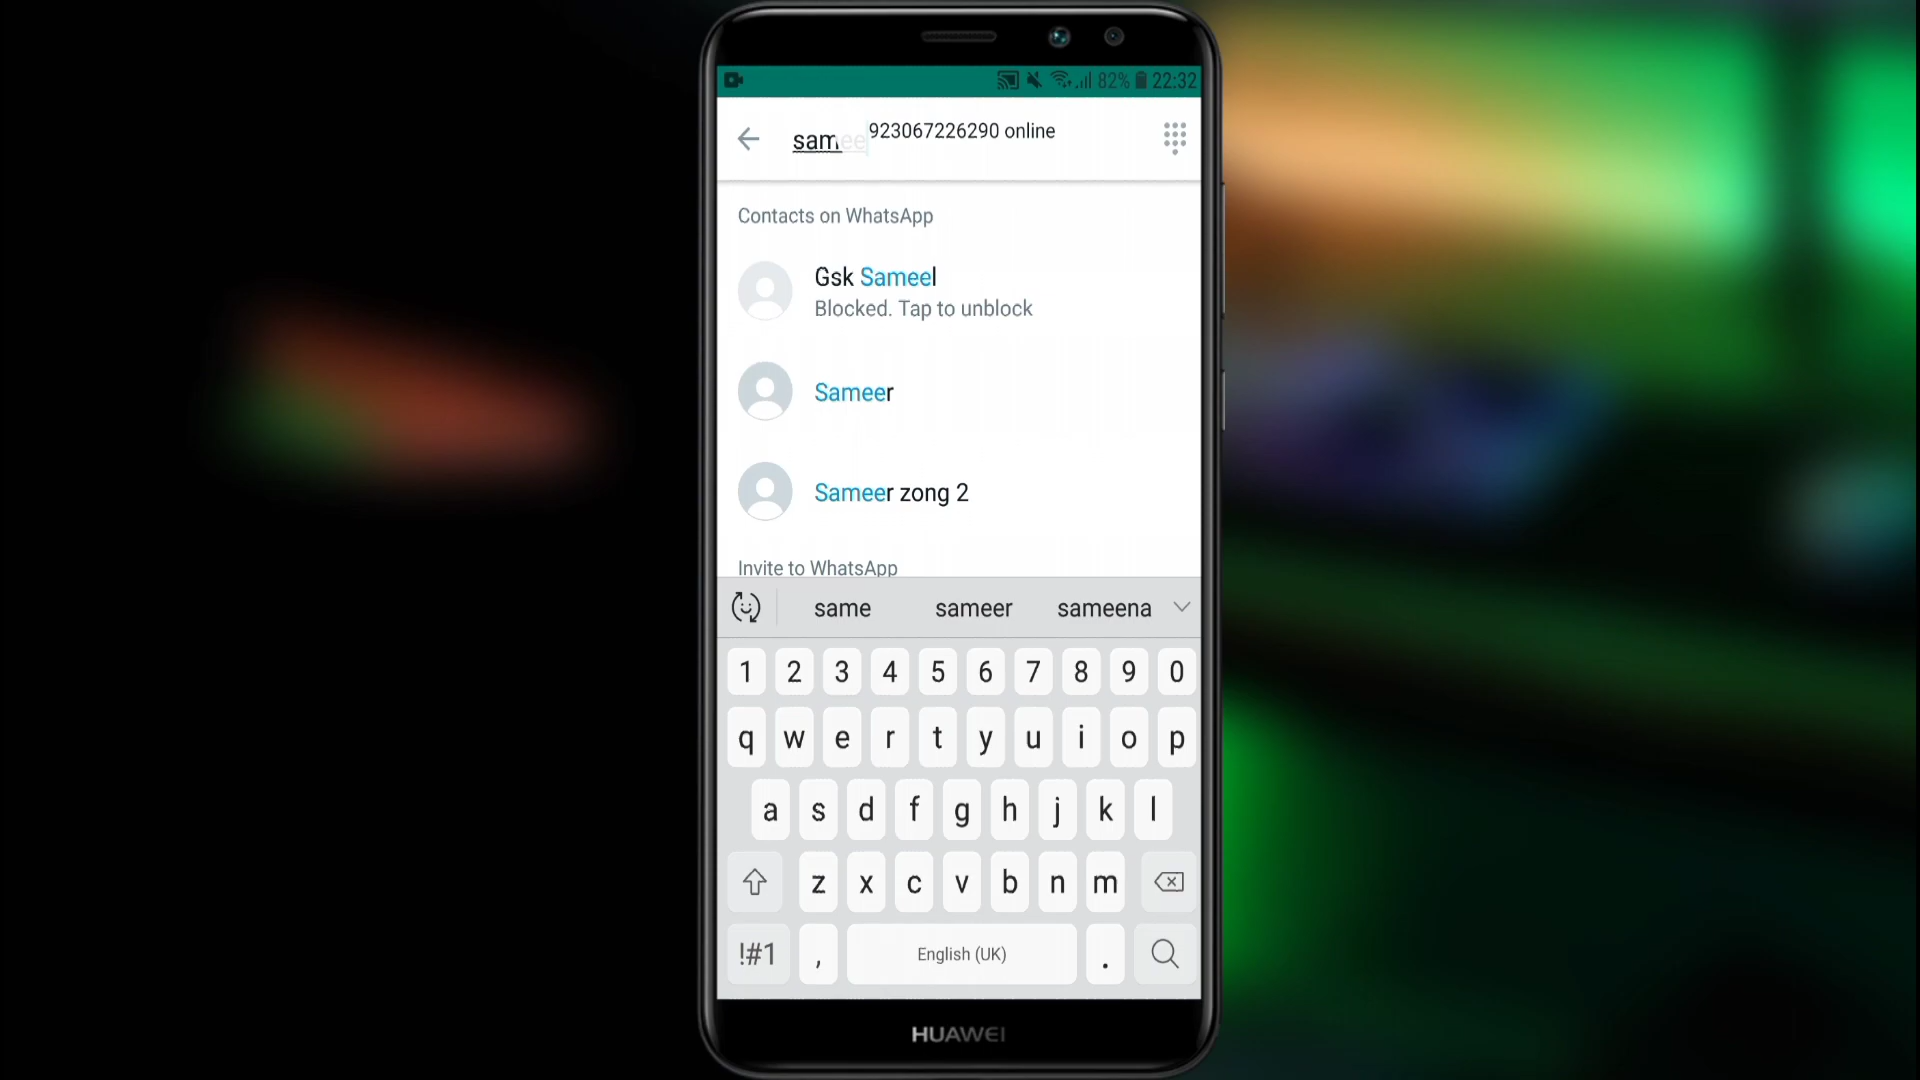 82% 22:32
samee 923067226290 online
Contacts on WhatsApp
Gsk Sameel
Blocked. Tap to unblock
Sameer
Sameer zong 2
Invite to WhatsApp
same sameer sameena
1 2 3 4 5 6 7 8 9 0
q w e r t y u i o p
a s d f g h j k l
z x c v b n m
!#1 , English (UK) .
HUAWEI